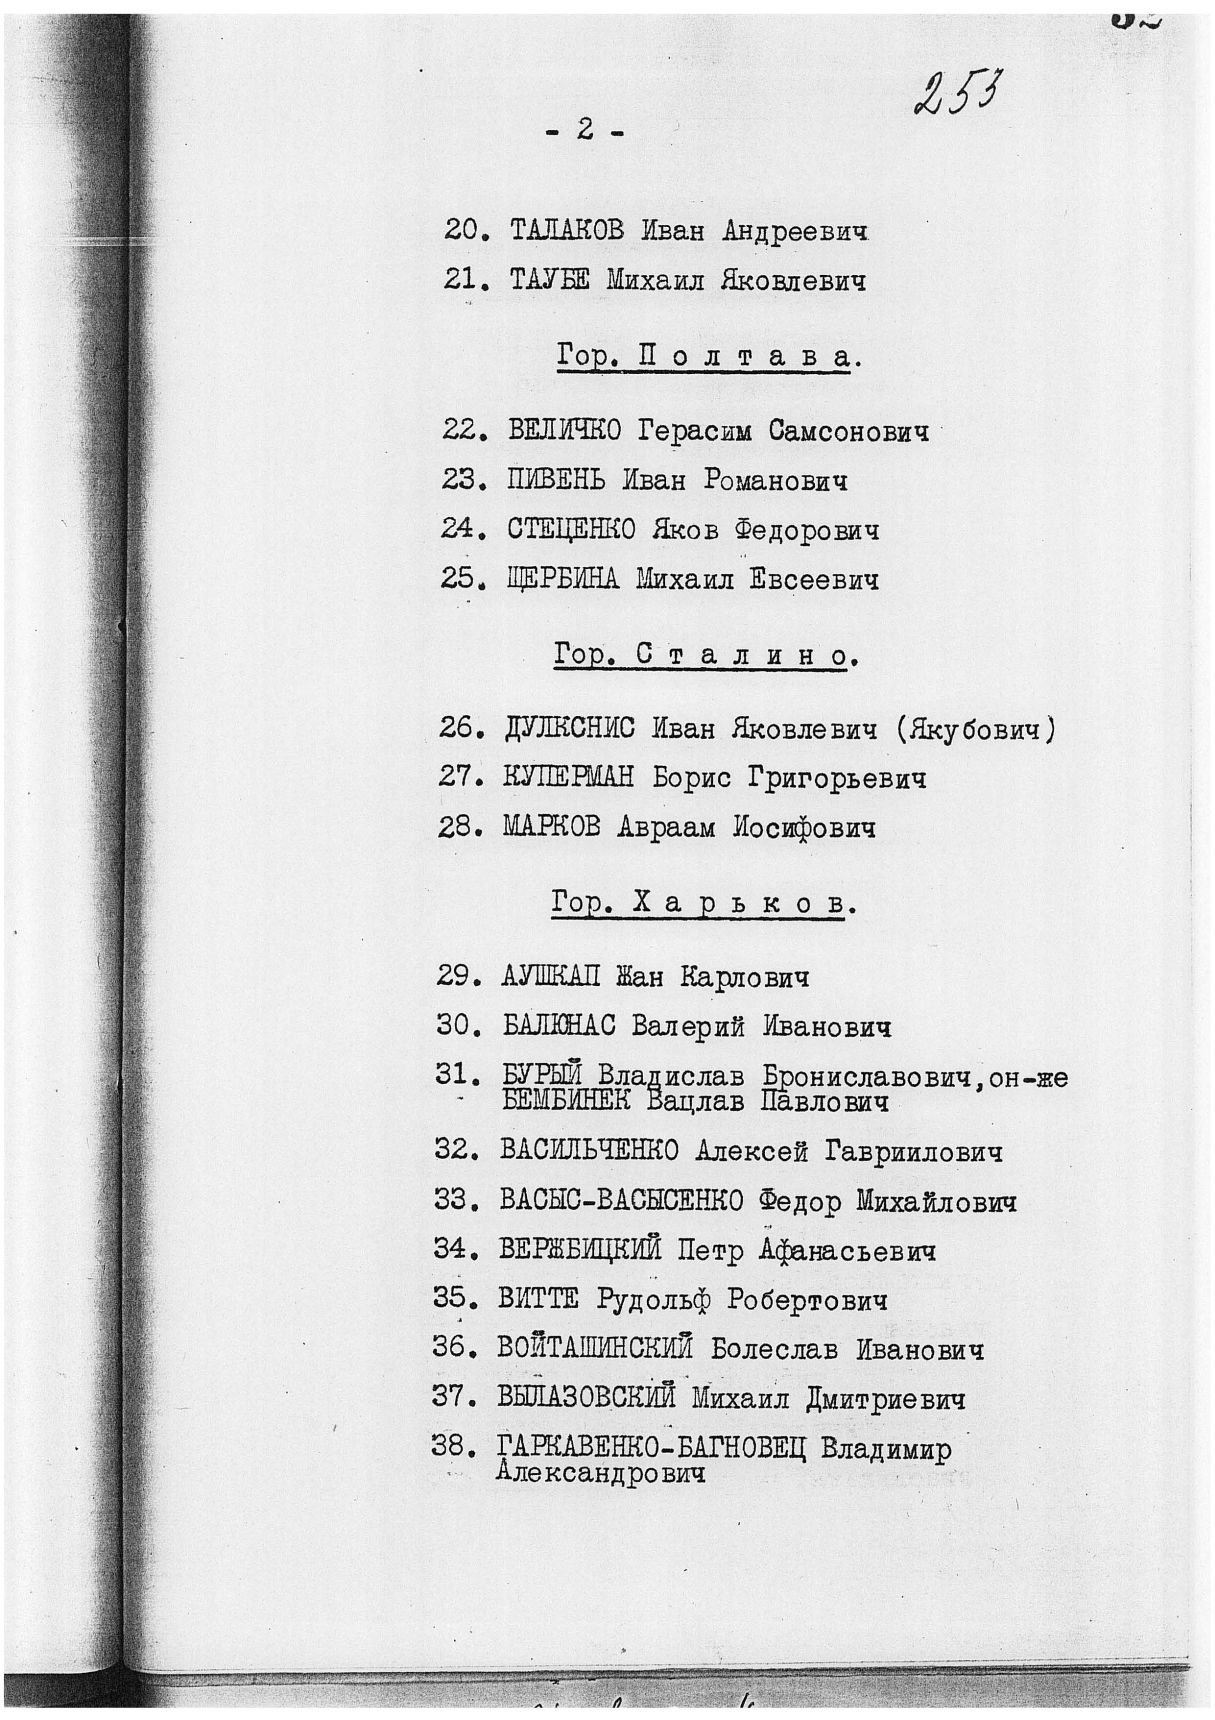 253
- 2 -
20. ТАЛАКОВ Иван Андреевич
21. ТАУБЕ Михаил Яковлевич
Гор. П о л т а в а.
22. ВЕЛИЧКО Герасим Самсонович
23. ПИВЕНЬ Иван Романович
24. СТЕЦЕНКО Яков Федорович
25. ЩЕРБИНА Михаил Евсеевич
Гор. С т а л и н о.
26. ДУЛКСНИС Иван Яковлевич (Якубович)
27. КУПЕРМАН Борис Григорьевич
28. МАРКОВ Авраам Иосифович
Гор. Х а р ь к о в.
29. АУШКАП Жан Карлович
30. БАЛЮНАС Валерий Иванович
31. БУРЫЙ Владислав Брониславович,он-же
БЕМБИНЕК Вацлав Павлович
32. ВАСИЛЬЧЕНКО Алексей Гавриилович
33. ВАСЫС-ВАСЫСЕНКО Федор Михайлович
34. ВЕРЖБИЦКИЙ Петр Афанасьевич
35. ВИТТЕ Рудольф Робертович
36. ВОЙТАШИНСКИЙ Болеслав Иванович
37. ВЫЛАЗОВСКИЙ Михаил Дмитриевич
38. ГАРКАВЕНКО-БАГНОВЕЦ Владимир
Александрович